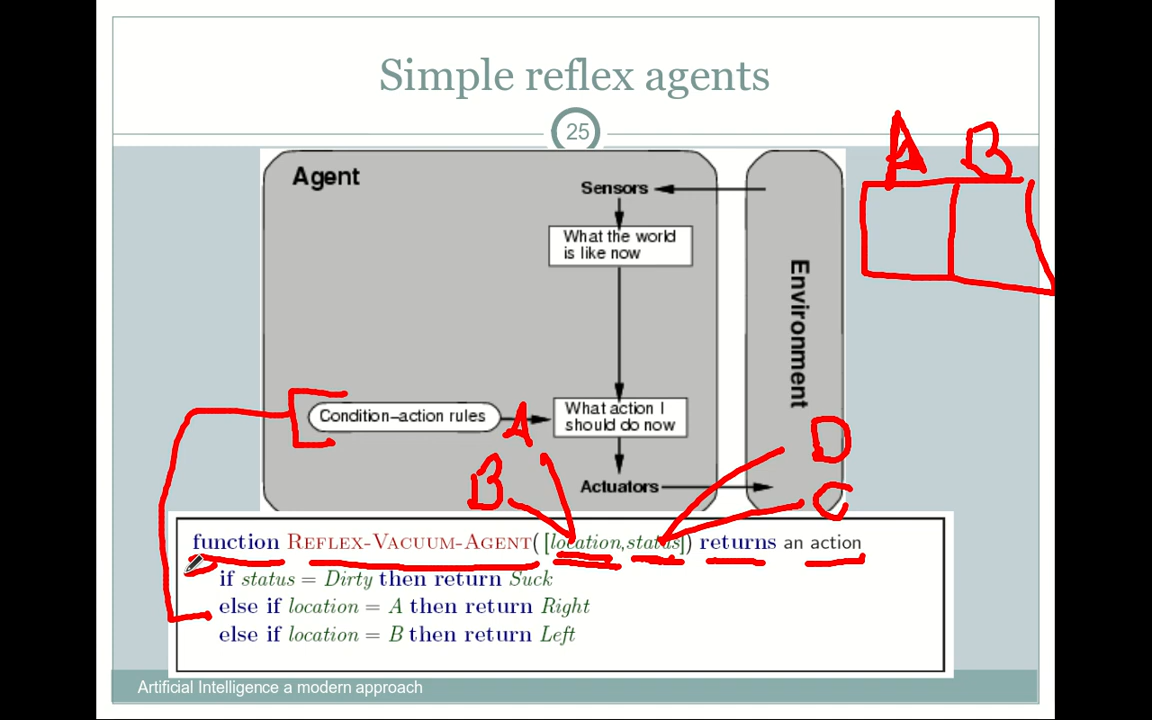 Simple reflex agents
25
A B
Agent
Sensors
What the world
is like now
Environment
Condition–action rules
What action I
should do now
A
B
D
C
Actuators
function REFLEX-VACUUM-AGENT( [location,status]) returns an action
if status = Dirty then return Suck
else if location = A then return Right
else if location = B then return Left
Artificial Intelligence a modern approach